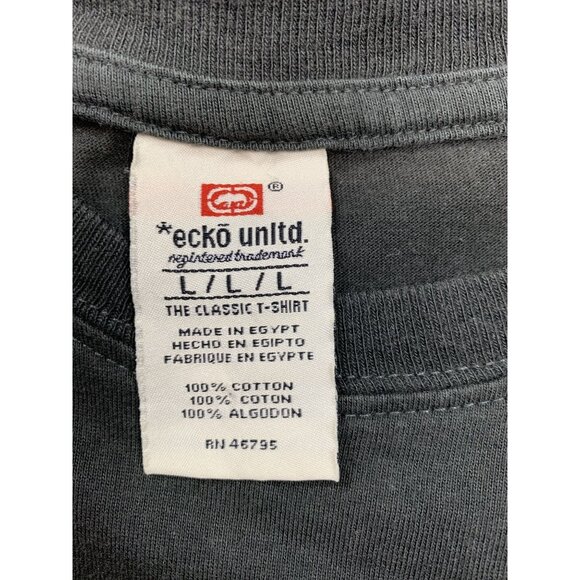 ®
*eckō unltd.
registered trademark
L/L/L
THE CLASSIC T-SHIRT
MADE IN EGYPT
HECHO EN EGIPTO
FABRIQUE EN EGYPTE
100% COTTON
100% COTON
100% ALGODON
RN 46795